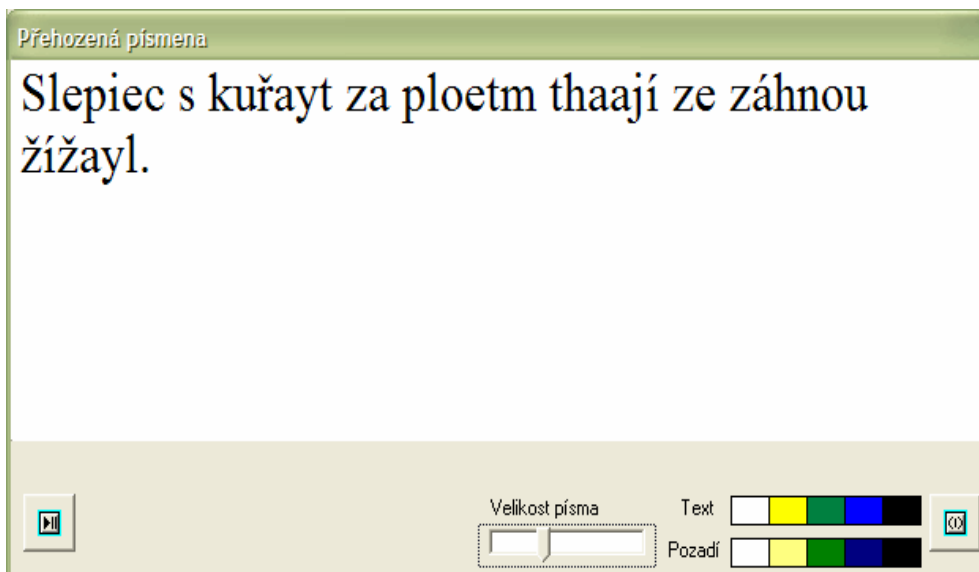 Přehozená písmena
Slepiec s kuřayt za ploetm thaají ze záhnou
žížayl.
Velikost písma
Text
Pozadí